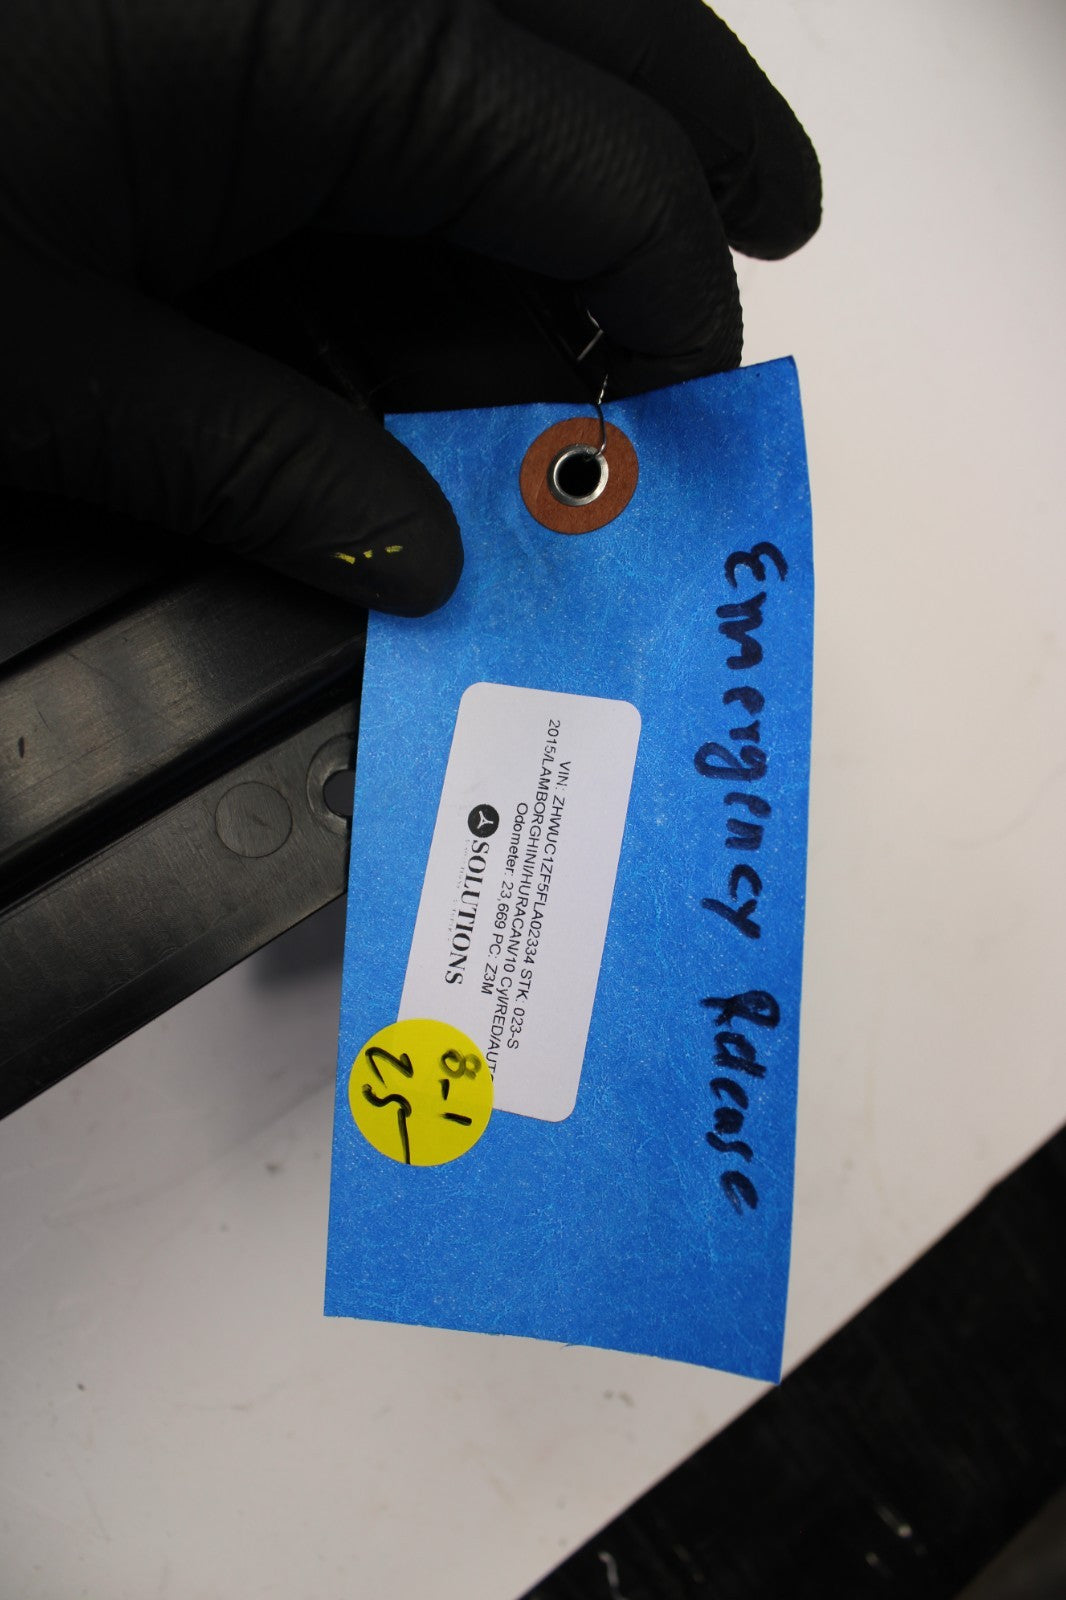 Emergency Release
VIN: ZHWUC1ZF5FLA02334 STK: 023-S
2015/LAMBORGHINI/HURACAN/10 Cyl/RED/AUTO
Odometer: 23,669 PC: Z3M
SOLUTIONS
8-1
25